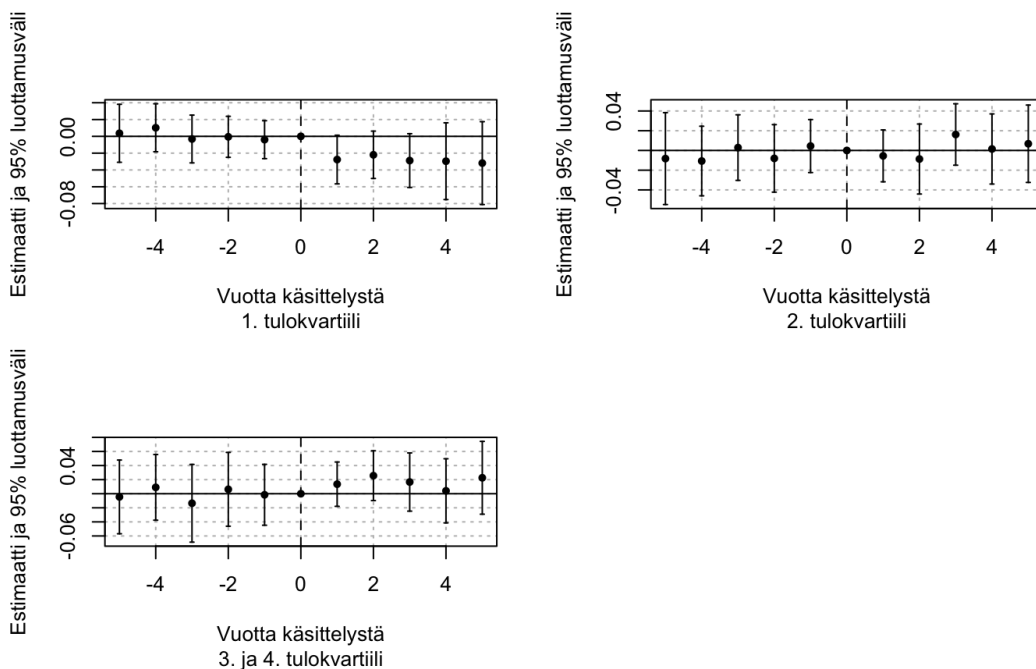 Estimaatti ja 95% luottamusväli
0.00
-0.08
-4
-2
0
2
4
Vuotta käsittelystä
1. tulokvartiili
Estimaatti ja 95% luottamusväli
0.04
-0.04
-4
-2
0
2
4
Vuotta käsittelystä
2. tulokvartiili
Estimaatti ja 95% luottamusväli
0.04
-0.06
-4
-2
0
2
4
Vuotta käsittelystä
3. ja 4. tulokvartiili